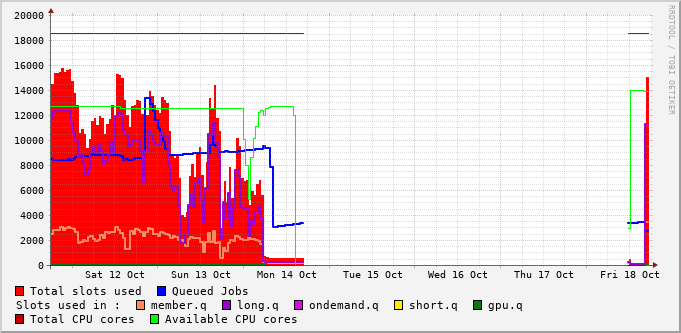 RRDTOOL / TOBI OETIKER
20000
18000
16000
14000
12000
10000
8000
6000
4000
2000
0
Sat 12 Oct Sun 13 Oct Mon 14 Oct Tue 15 Oct Wed 16 Oct Thu 17 Oct Fri 18 Oct
Total slots used Queued Jobs
Slots used in : member.q long.q ondemand.q short.q gpu.q
Total CPU cores Available CPU cores